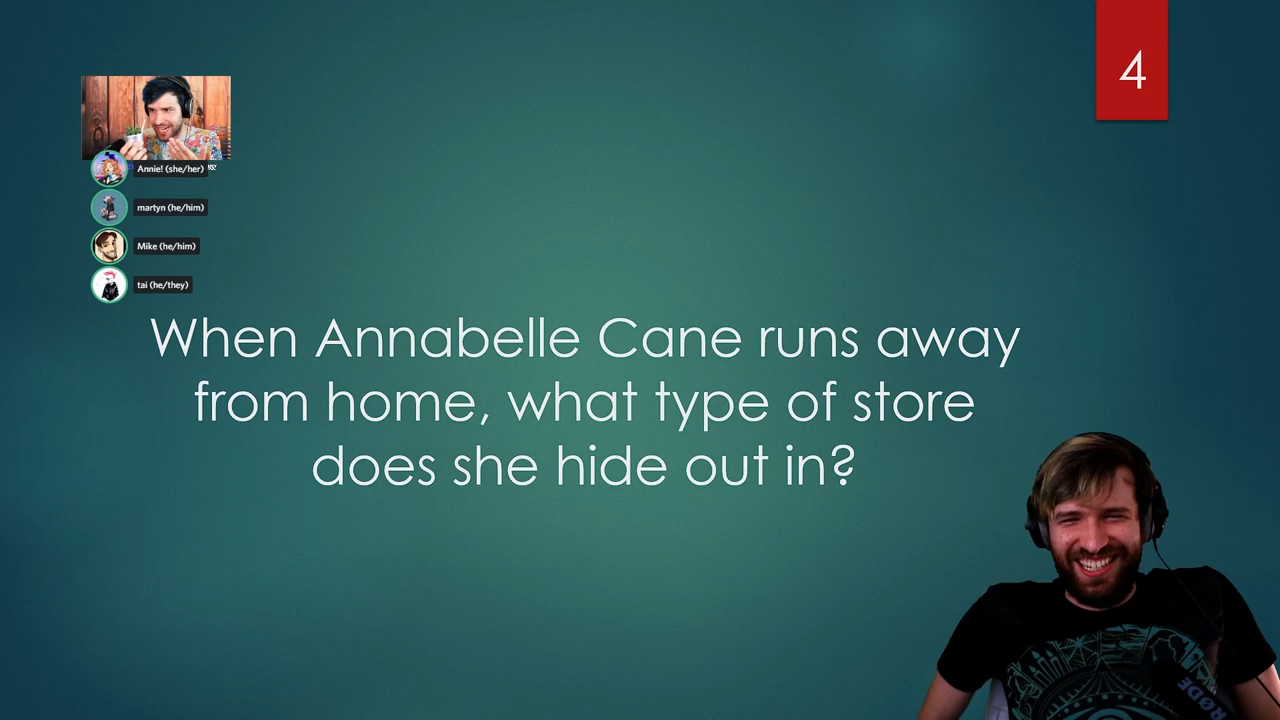 4
Annie! (she/her)
martyn (he/him)
Mike (he/him)
tai (he/they)
When Annabelle Cane runs away
from home, what type of store
does she hide out in?
RØDE